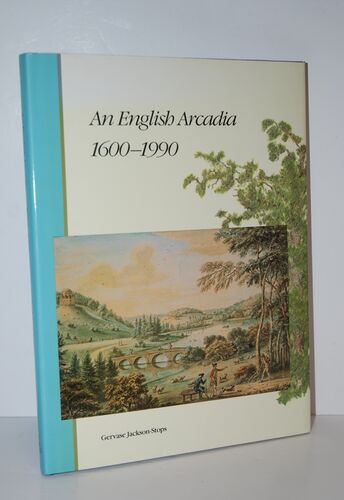 An English Arcadia
1600–1990
Gervase Jackson-Stops